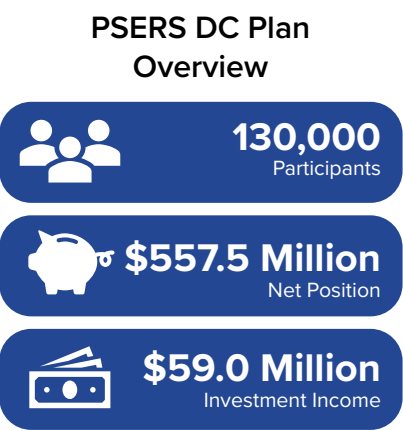 PSERS DC Plan
Overview
130,000
Participants
$557.5 Million
Net Position
$59.0 Million
Investment Income